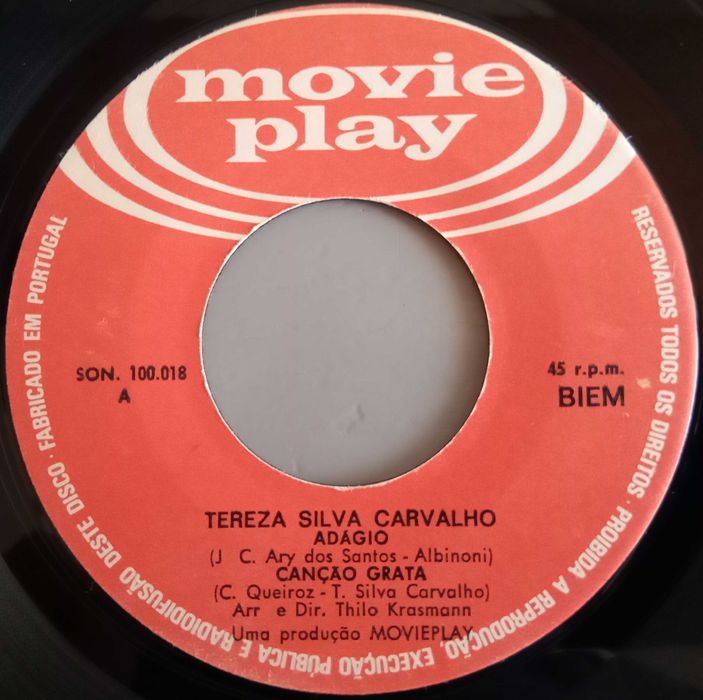 movie
play
SON. 100.018
A
45 r.p.m.
BIEM
TEREZA SILVA CARVALHO
ADÁGIO
(J C. Ary dos Santos - Albinoni)
CANÇÃO GRATA
(C. Queiroz - T. Silva Carvalho)
Arr e Dir. Thilo Krasmann
Uma produção MOVIEPLAY
RESERVADOS TODOS OS DIREITOS · PROIBIDA A REPRODUÇÃO, EXECUÇÃO PÚBLICA E RADIODIFUSÃO DESTE DISCO · FABRICADO EM PORTUGAL